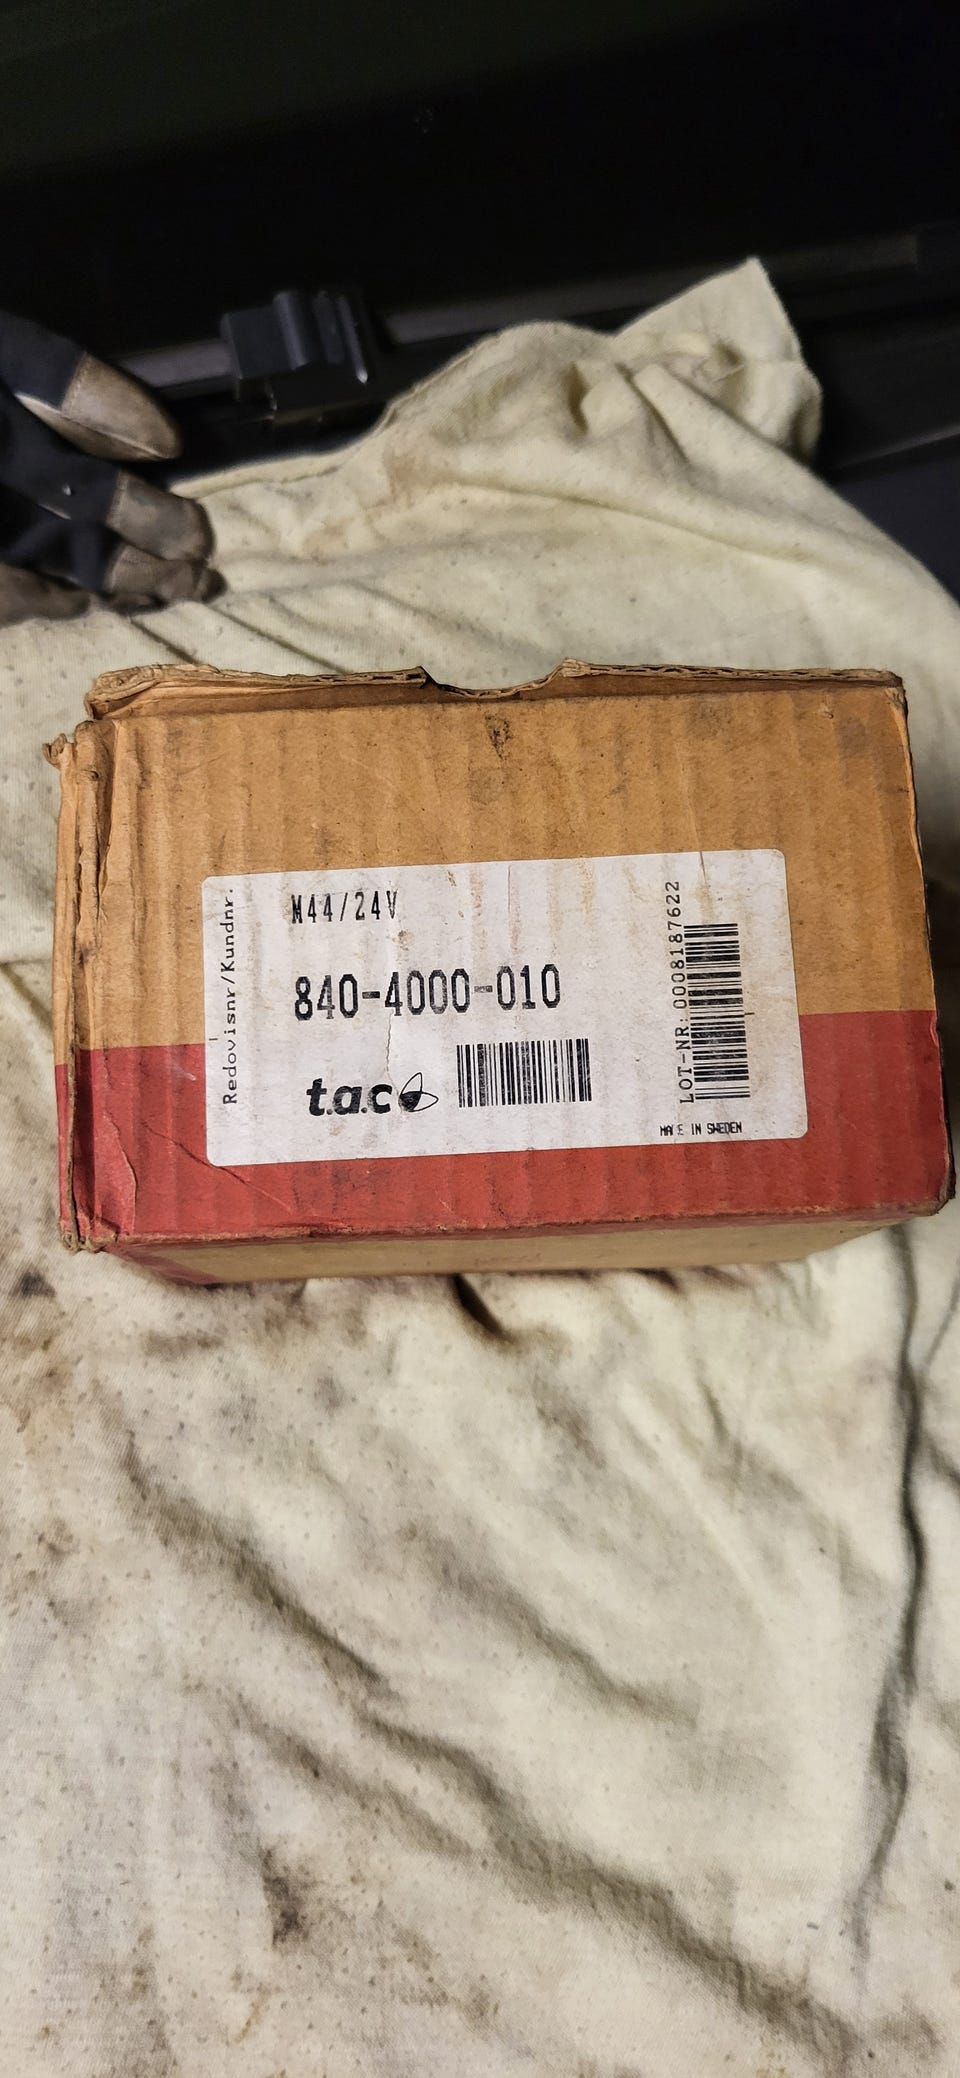 Redovisnr/Kundnr.
M44/24V
840-4000-010
t.a.c
LOT-NR: 0008187622
MADE IN SWEDEN